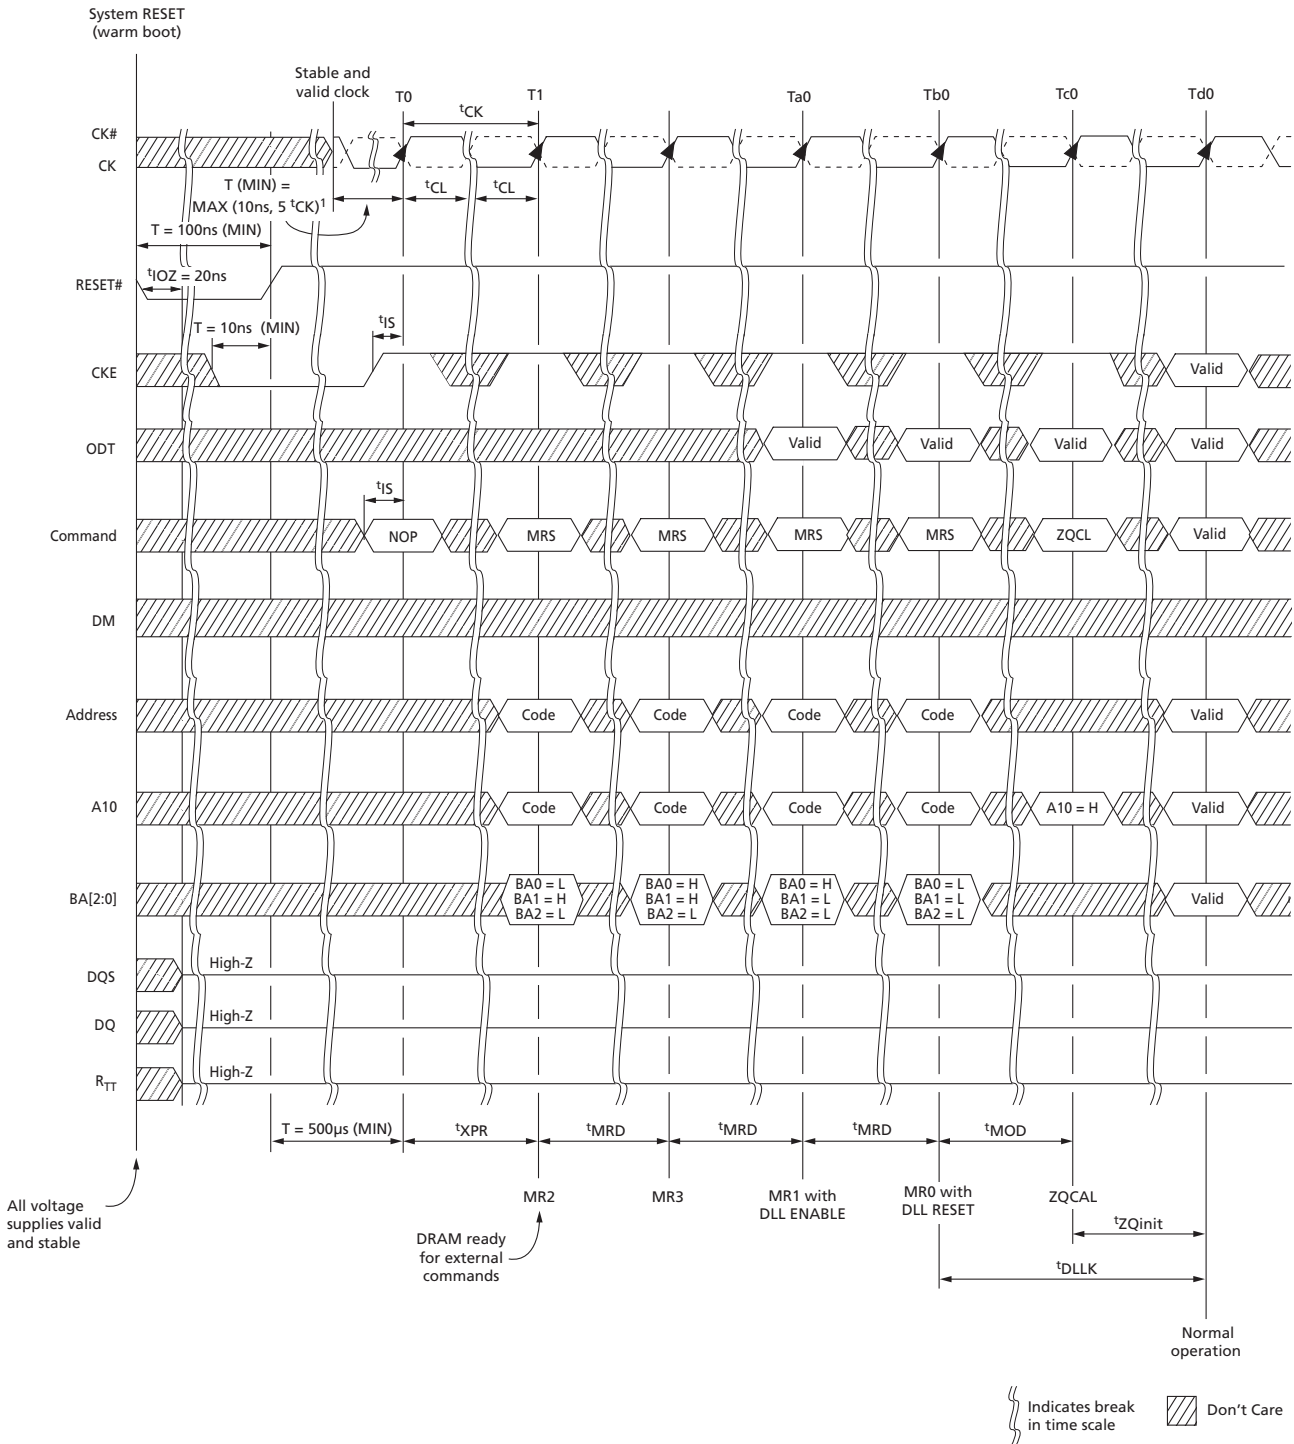 System RESET
(warm boot)
Stable and
valid clock
T0
T1
Ta0
Tb0
Tc0
Td0
tCK
CK#
CK
T (MIN) =
MAX (10ns, 5 tCK)1
tCL
tCL
T = 100ns (MIN)
tIOZ = 20ns
RESET#
T = 10ns (MIN)
tIS
CKE
Valid
ODT
Valid
Valid
Valid
Valid
tIS
Command
NOP
MRS
MRS
MRS
MRS
ZQCL
Valid
DM
Address
Code
Code
Code
Code
Valid
A10
Code
Code
Code
Code
A10 = H
Valid
BA[2:0]
BA0 = L
BA1 = H
BA2 = L
BA0 = H
BA1 = H
BA2 = L
BA0 = H
BA1 = L
BA2 = L
BA0 = L
BA1 = L
BA2 = L
Valid
DQS
High-Z
DQ
High-Z
RTT
High-Z
T = 500µs (MIN)
tXPR
tMRD
tMRD
tMRD
tMOD
All voltage
supplies valid
and stable
MR2
MR3
MR1 with
DLL ENABLE
MR0 with
DLL RESET
ZQCAL
DRAM ready
for external
commands
tZQinit
tDLLK
Normal
operation
Indicates break
in time scale
Don't Care